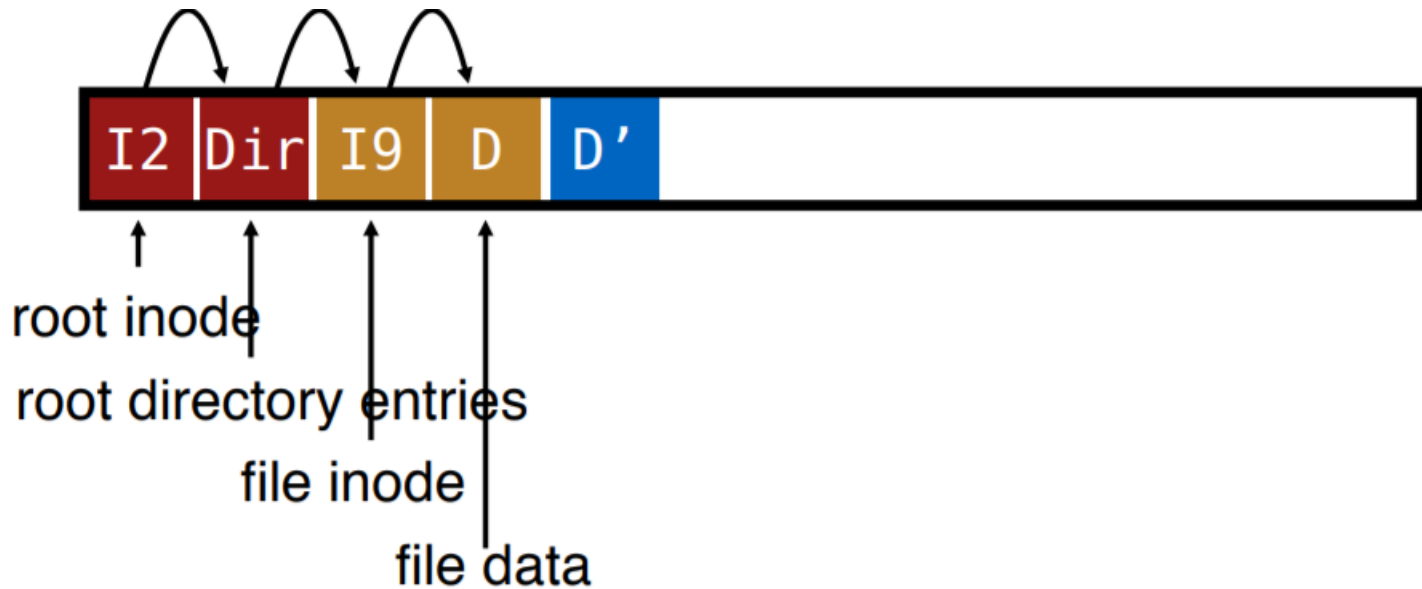 I2 Dir I9 D D’
root inode
root directory entries
file inode
file data